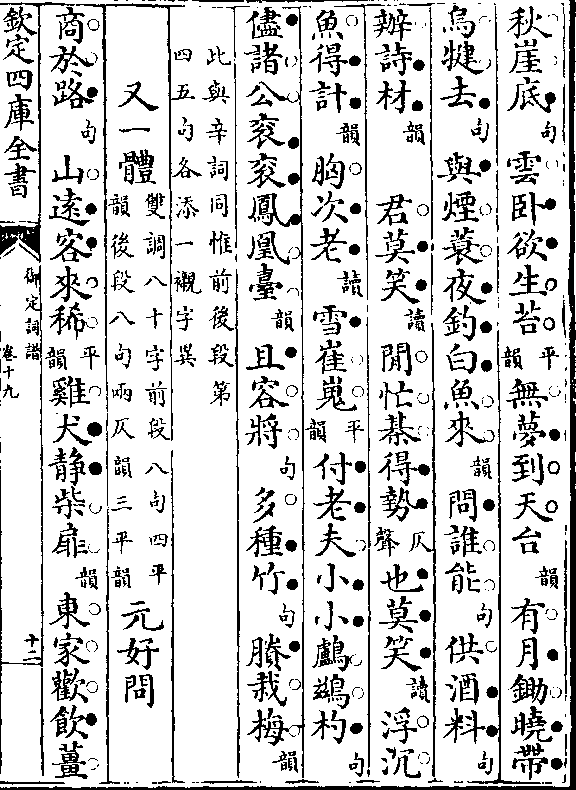 秋崖底句雲卧欲生苔平韻無夢到天台韻有月鋤曉帶
烏犍去句與煙蓑夜釣白魚來韻問誰能句供酒料句
辦詩材韻　君莫笑讀閒忙棊得勢仄聲也莫笑讀浮沉
魚得計韻胸次老讀雪崔嵬平韻付老夫小小鸕鷀杓句
儘諸公衮衮鳳凰臺韻且容將句多種竹句賸栽梅韻
此與辛詞同惟前後段第
四五句各添一襯字異
又一體雙調八十字前段八句四平韻後段八句兩仄韻三平韻元好問
商於路句山遠客來稀平韻雞犬静柴扉韻東家歡飲薑
欽定四庫全書
御定詞譜
卷十九
十二